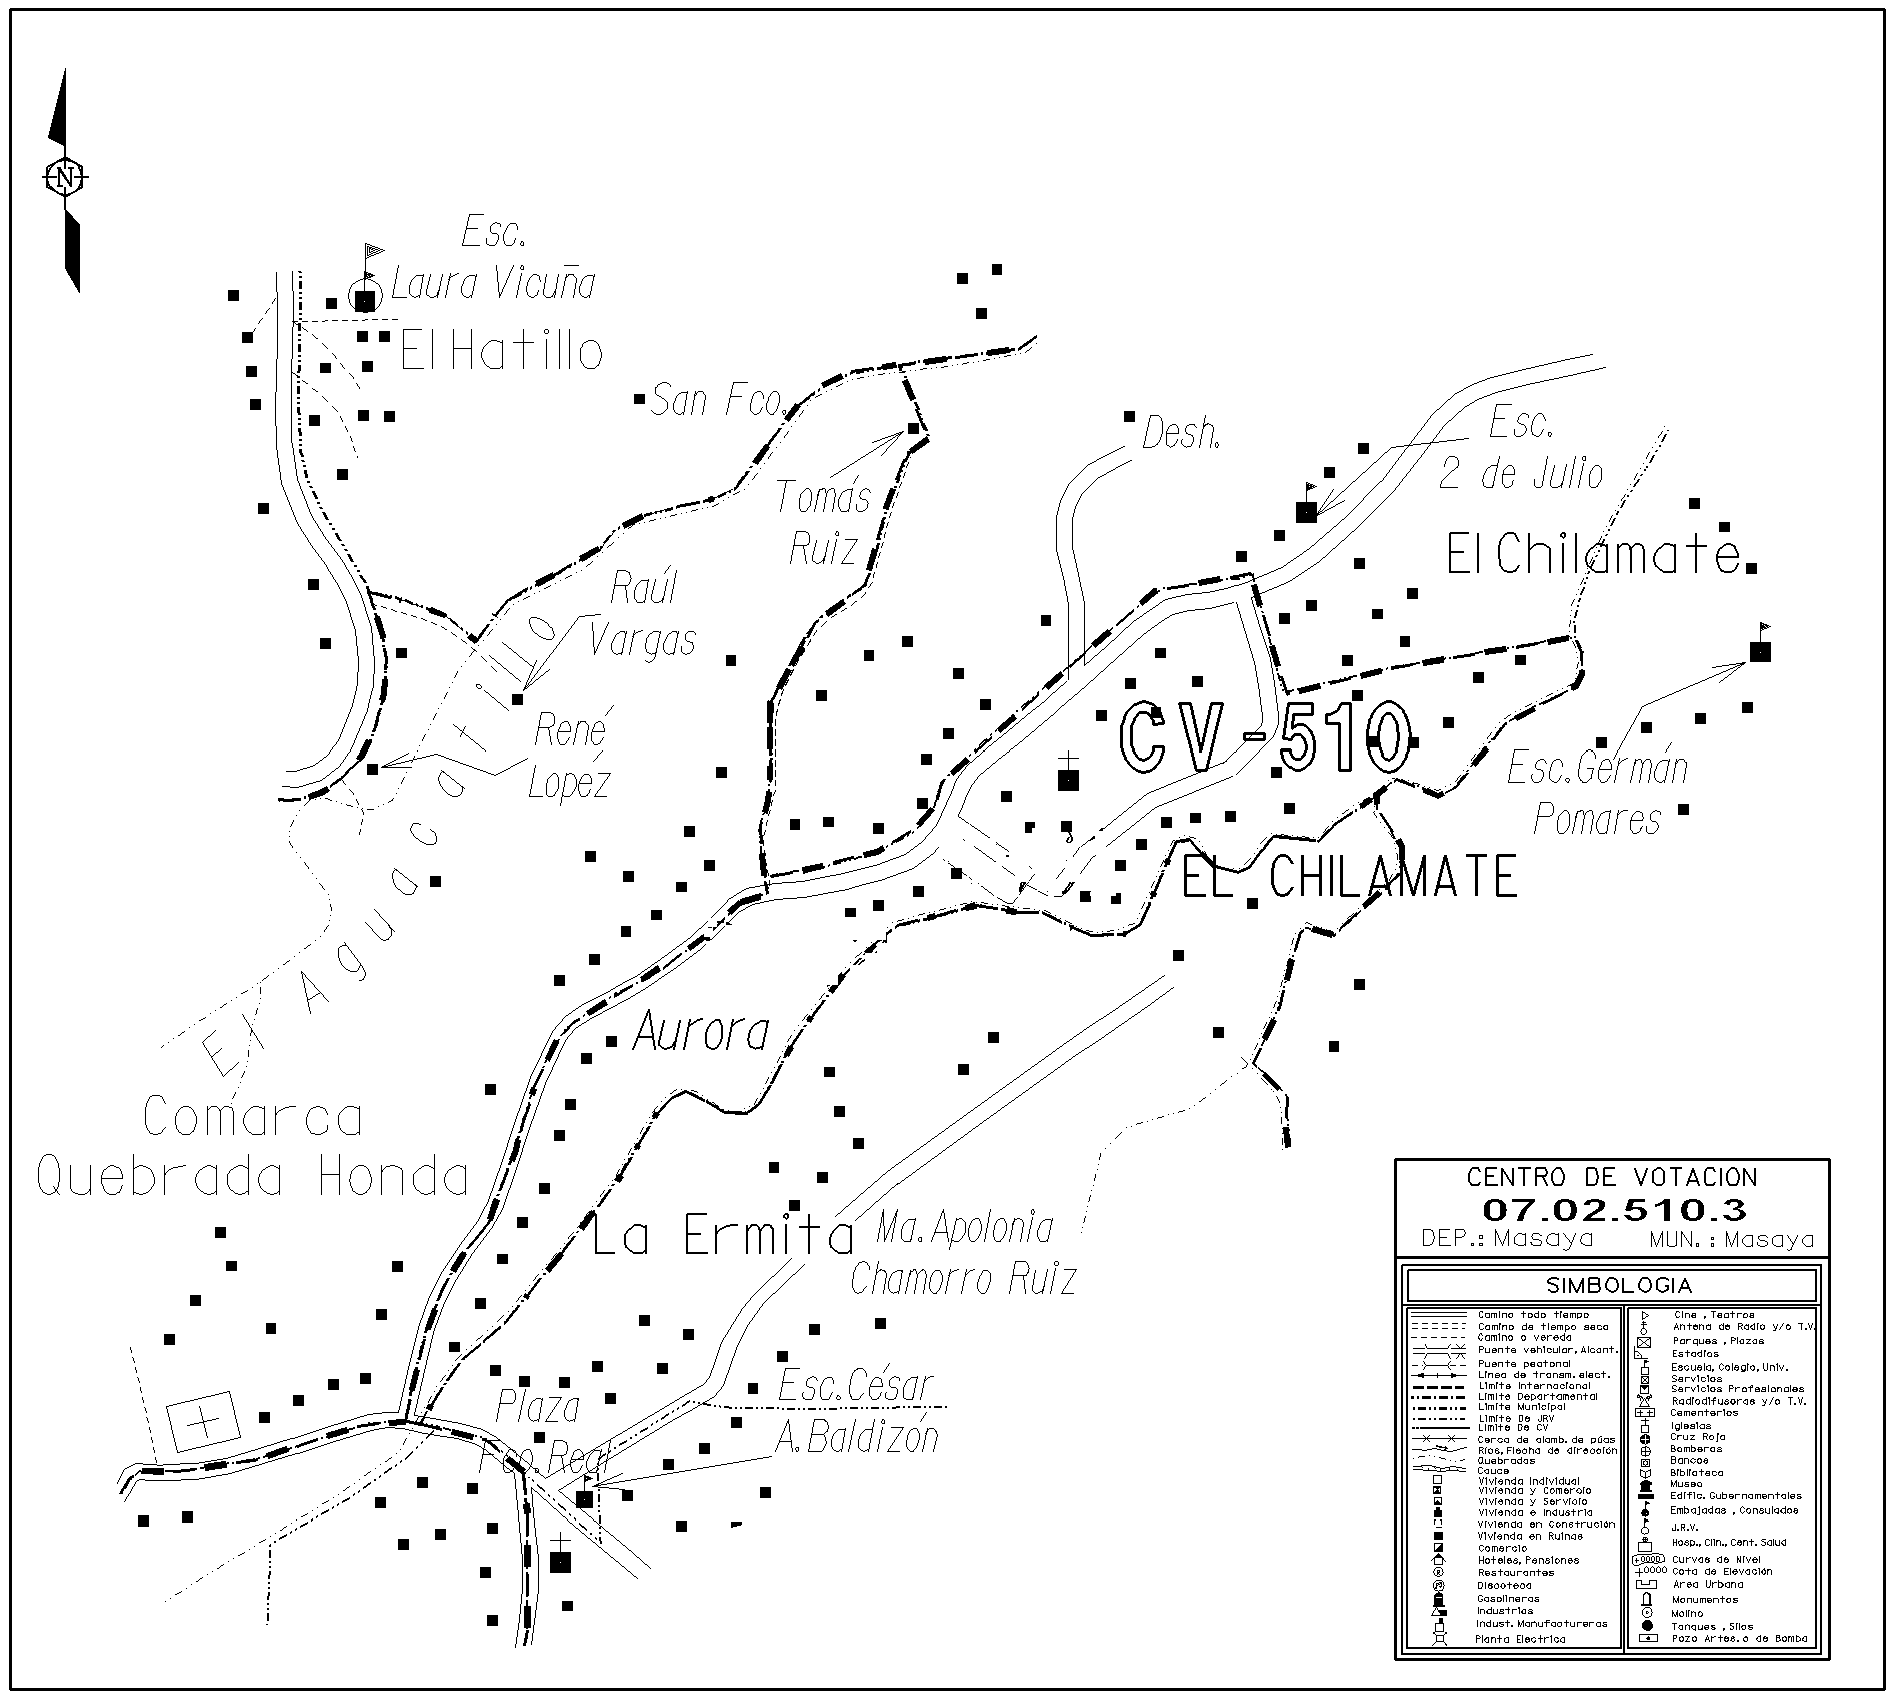 N
Esc.
Laura Vicuña
El Hatillo
San Fco.
Desh.
Esc.
2 de Julio
Tomás
Ruiz
El Chilamate
Raúl
Vargas
René
Lopéz
CV-510
Esc. Germán
Pomares
EL CHILAMATE
El Aguacatillo
Aurora
Comarca
Quebrada Honda
La Ermita
Ma. Apolonia
Chamorro Ruiz
Plaza
Fco. Real
Esc. César
A. Baldizón
CENTRO DE VOTACION
07.02.510.3
DEP.: Masaya MUN.: Masaya
SIMBOLOGIA
Camino todo tiempo
Camino de tiempo seco
Camino o vereda
Puente vehicular, Alcant.
Puente peatonal
Linea de transm. elect.
Limite Internacional
Limite Departamental
Limite Municipal
Limite De JRV
Limite De CV
Cerca de alamb. de púas
Rios, Flecha de dirección
Quebradas
Cauce
Vivienda Individual
Vivienda y Comercio
Vivienda y Servicio
Vivienda e Industria
Vivienda en Construción
Vivienda en Ruinas
Comercio
Hoteles, Pensiones
Restaurantes
Discoteca
Gasolineras
Industrias
Indust. Manufactureras
Planta Electrica
Cine, Teatros
Antena de Radio y/o T.V.
Parques, Plazas
Estadios
Escuela, Colegio, Univ.
Servicios
Servicios Profesionales
Radiodifusoras y/o T.V.
Cementerios
Iglesias
Cruz Roja
Bomberos
Bancos
Biblioteca
Museo
Edific. Gubernamentales
Embajadas, Consulados
J.R.V.
Hosp., Clin., Cent. Salud
Curvas de Nivel
Cota de Elevación
Area Urbana
Monumentos
Molino
Tanques, Silos
Pozo Artes. o de Bomba